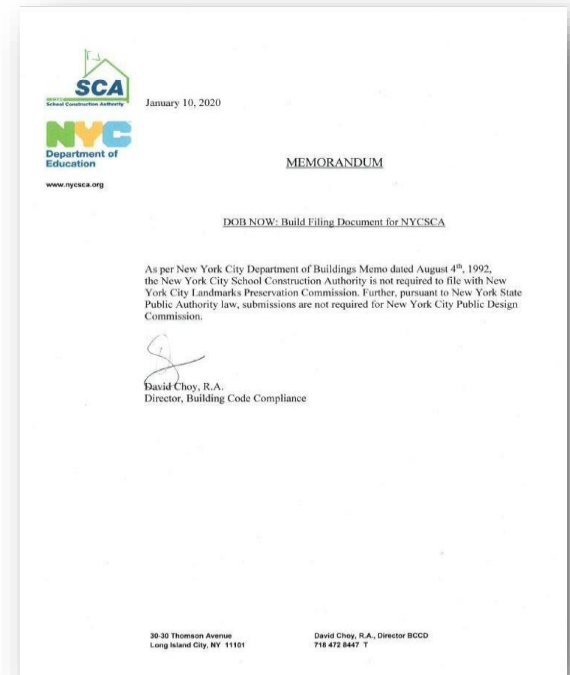 SCA
School Construction Authority
January 10, 2020
NYC
Department of
Education
www.nycsca.org
MEMORANDUM
DOB NOW: Build Filing Document for NYCSCA
As per New York City Department of Buildings Memo dated August 4th, 1992,
the New York City School Construction Authority is not required to file with New
York City Landmarks Preservation Commission. Further, pursuant to New York State
Public Authority law, submissions are not required for New York City Public Design
Commission.
David Choy, R.A.
Director, Building Code Compliance
30-30 Thomson Avenue
Long Island City, NY 11101
David Choy, R.A., Director BCCD
718 472 8447 T